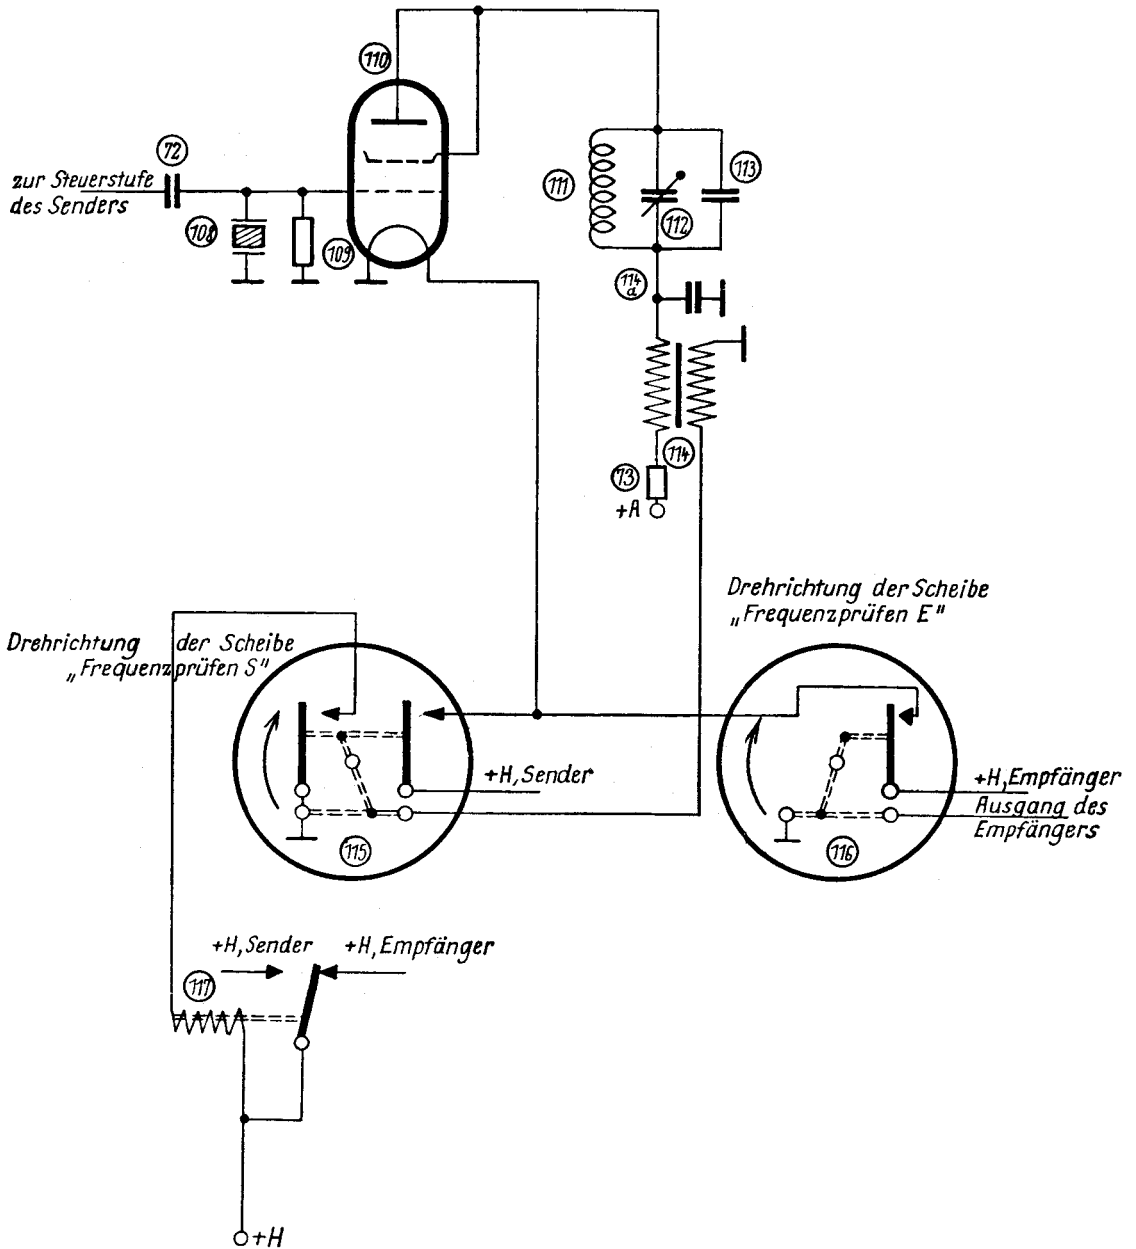 110
72
zur Steuerstufe
des Senders
108
109
111
113
112
114
a
114
73
+A
Drehrichtung der Scheibe
„Frequenzprüfen E"
Drehrichtung der Scheibe
„Frequenzprüfen S"
+H, Sender
+H, Empfänger
Ausgang des
Empfängers
115
116
+H, Sender
+H, Empfänger
117
+H